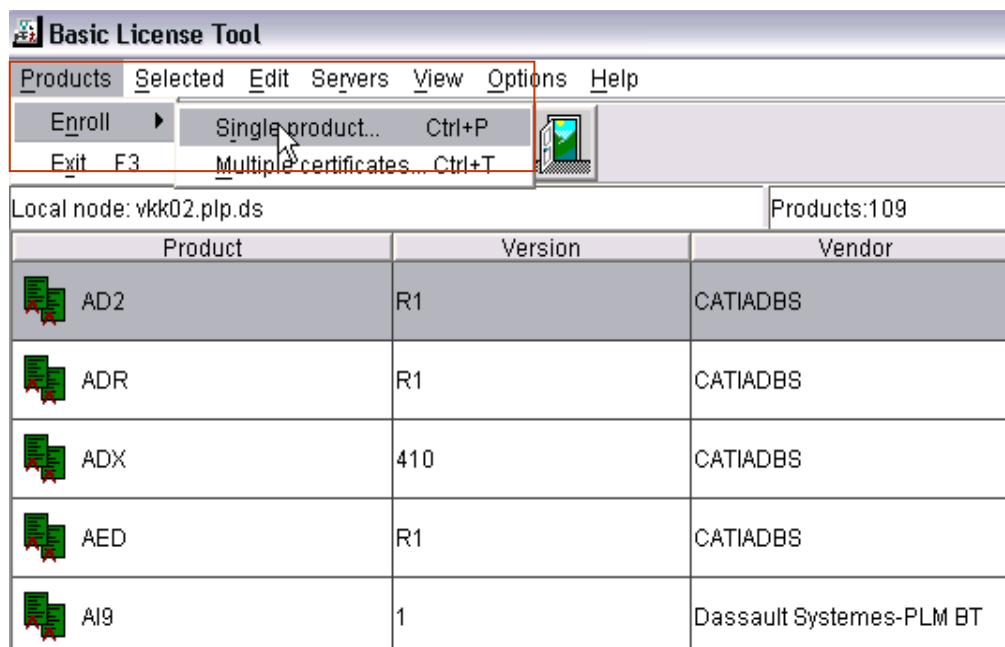 Basic License Tool
Products Selected Edit Servers View Options Help
Enroll Single product... Ctrl+P
Exit F3 Multiple certificates... Ctrl+T
Local node: vkk02.plp.ds Products:109
Product Version Vendor
AD2 R1 CATIADBS
ADR R1 CATIADBS
ADX 410 CATIADBS
AED R1 CATIADBS
AI9 1 Dassault Systemes-PLM BT